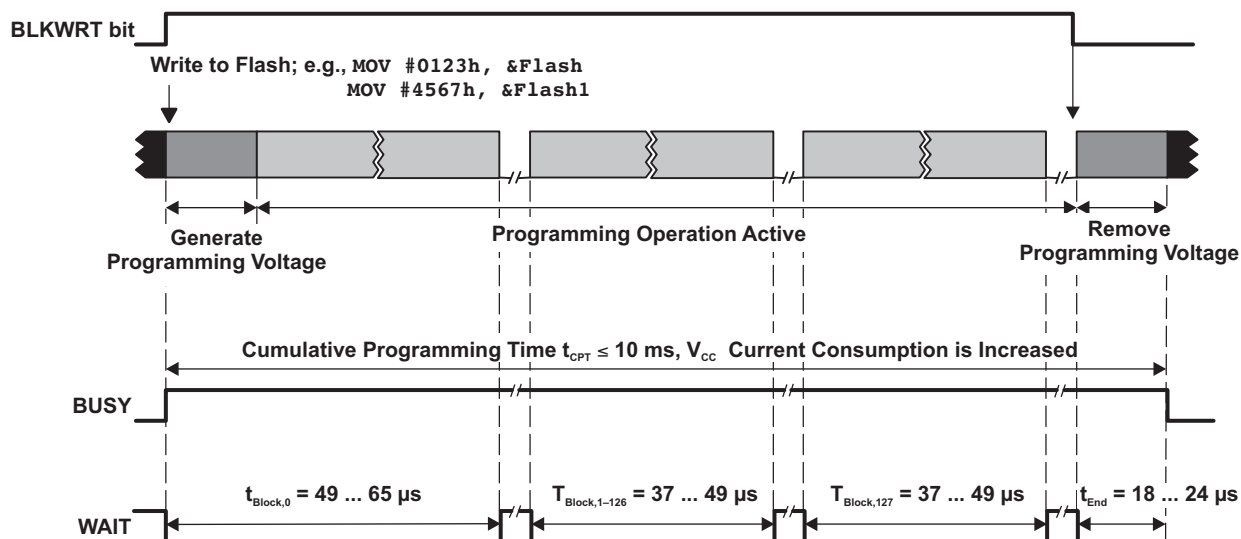 BLKWRT bit
Write to Flash; e.g., MOV #0123h, &Flash
MOV #4567h, &Flash1
Generate
Programming Voltage
Programming Operation Active
Remove
Programming Voltage
Cumulative Programming Time tCPT ≤ 10 ms, VCC Current Consumption is Increased
BUSY
tBlock,0 = 49 ... 65 µs
TBlock,1–126 = 37 ... 49 µs
TBlock,127 = 37 ... 49 µs
tEnd = 18 ... 24 µs
WAIT